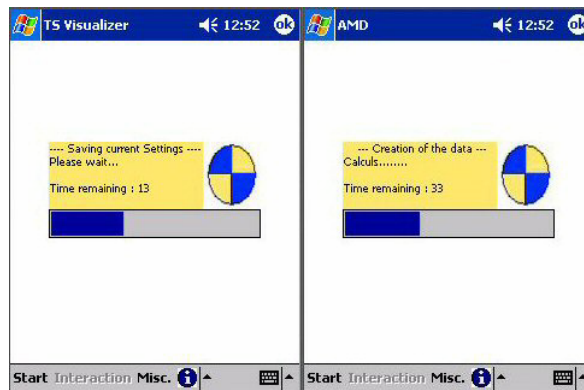 TS Visualizer 12:52 ok
---- Saving current Settings ----
Please wait...
Time remaining : 13
Start Interaction Misc.
AMD 12:52 ok
--- Creation of the data ---
Calculs........
Time remaining : 33
Start Interaction Misc.